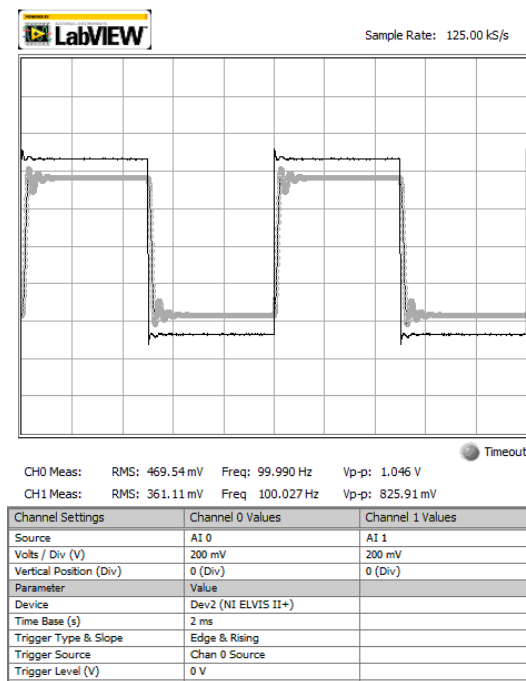 POWERED BY
LabVIEW
Sample Rate: 125.00 kS/s
Timeout
CH0 Meas: RMS: 469.54 mV Freq: 99.990 Hz Vp-p: 1.046 V
CH1 Meas: RMS: 361.11 mV Freq 100.027 Hz Vp-p: 825.91 mV
Channel Settings Channel 0 Values Channel 1 Values
Source AI 0 AI 1
Volts / Div (V) 200 mV 200 mV
Vertical Position (Div) 0 (Div) 0 (Div)
Parameter Value
Device Dev2 (NI ELVIS II+)
Time Base (s) 2 ms
Trigger Type & Slope Edge & Rising
Trigger Source Chan 0 Source
Trigger Level (V) 0 V